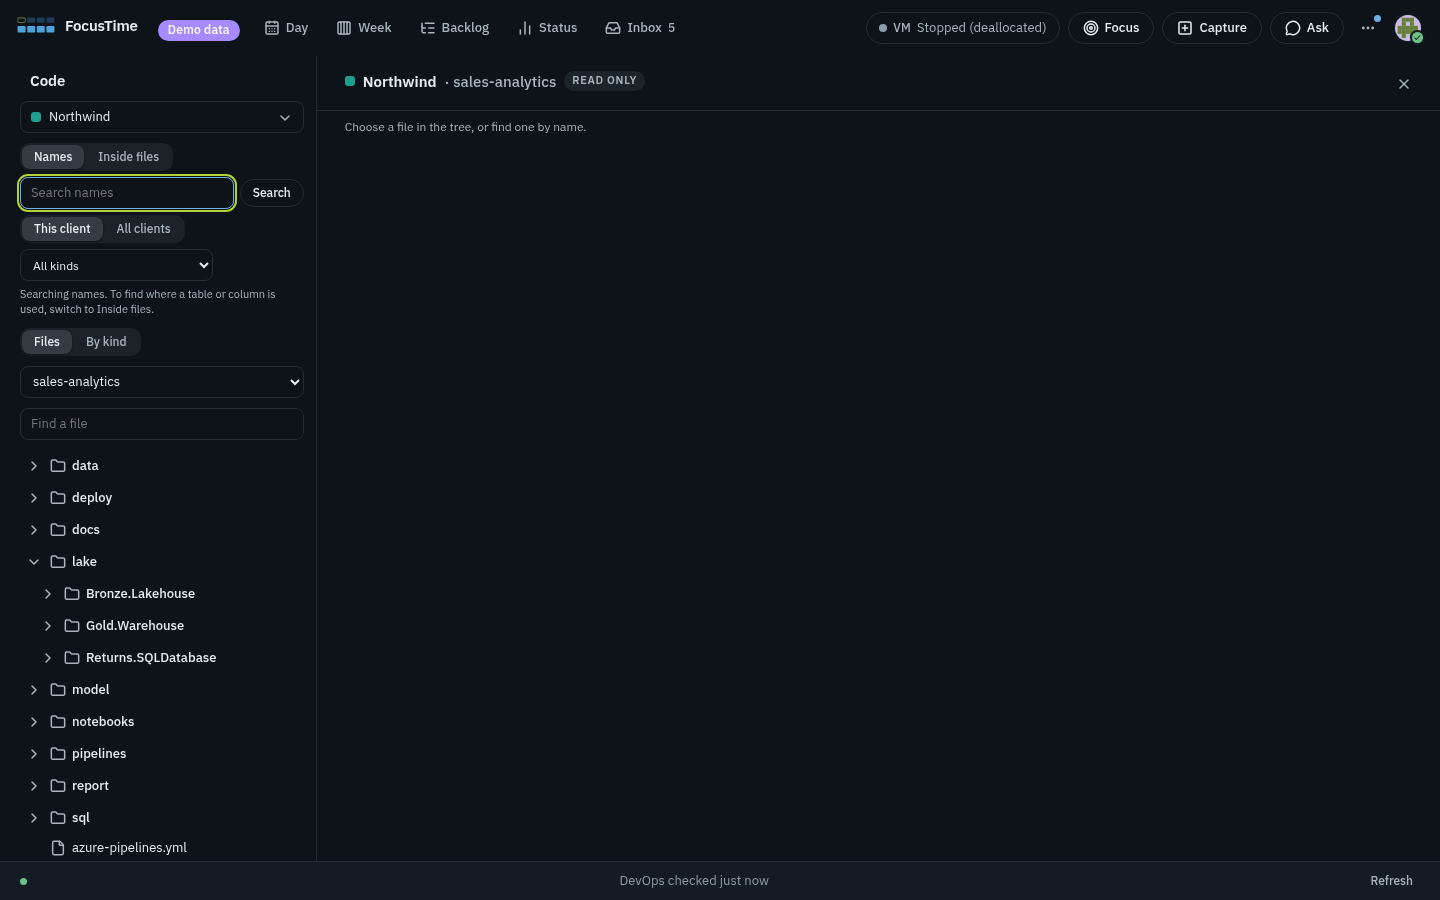 FocusTime
Demo data
Day
Week
Backlog
Status
Inbox 5
VM Stopped (deallocated)
Focus
Capture
Ask
Code
Northwind
Names
Inside files
Search names
Search
This client
All clients
All kinds
Searching names. To find where a table or column is
used, switch to Inside files.
Files
By kind
sales-analytics
Find a file
data
deploy
docs
lake
Bronze.Lakehouse
Gold.Warehouse
Returns.SQLDatabase
model
notebooks
pipelines
report
sql
azure-pipelines.yml
Northwind · sales-analytics READ ONLY
Choose a file in the tree, or find one by name.
DevOps checked just now
Refresh